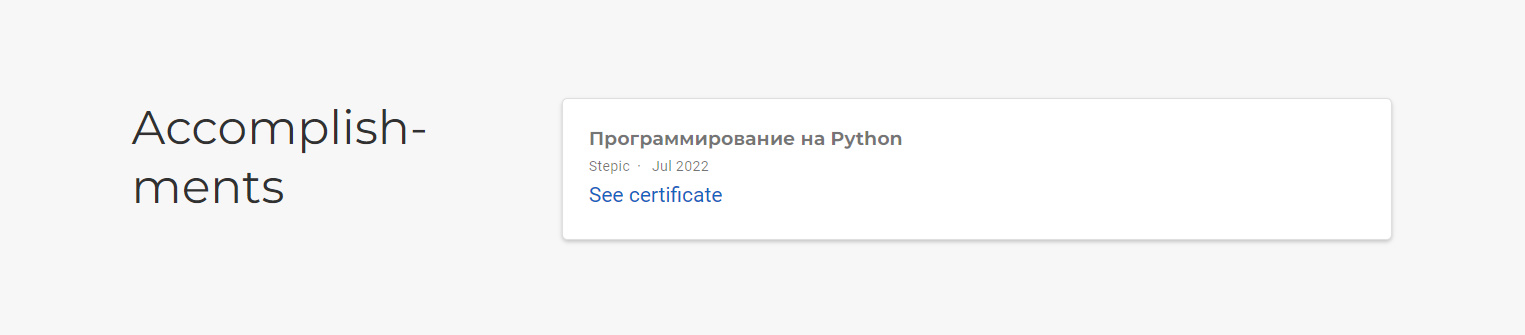 Accomplish-
ments
Программирование на Python
Stepic · Jul 2022
See certificate